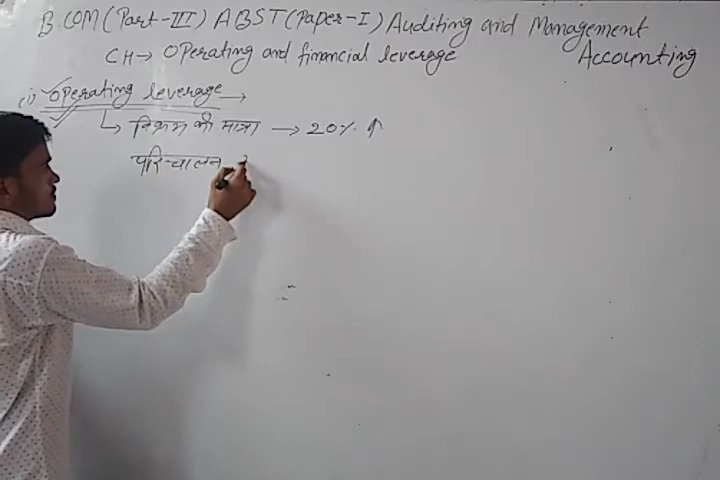 B.COM (Part-III) ABST (Paper-I) Auditing and Management Accounting
CH→ Operating and financial leverage
(i) Operating leverage →
↳ विक्रय की मात्रा → 20% ↑
परिचालन